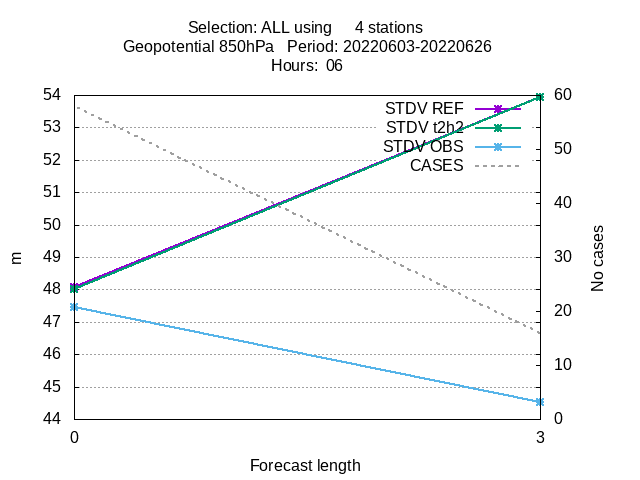 Selection: ALL using 4 stations
Geopotential 850hPa Period: 20220603-20220626
Hours: 06
54
53
52
51
50
49
48
47
46
45
44
m
STDV REF
STDV t2h2
STDV OBS
CASES
60
50
40
30
20
10
0
No cases
0 3
Forecast length